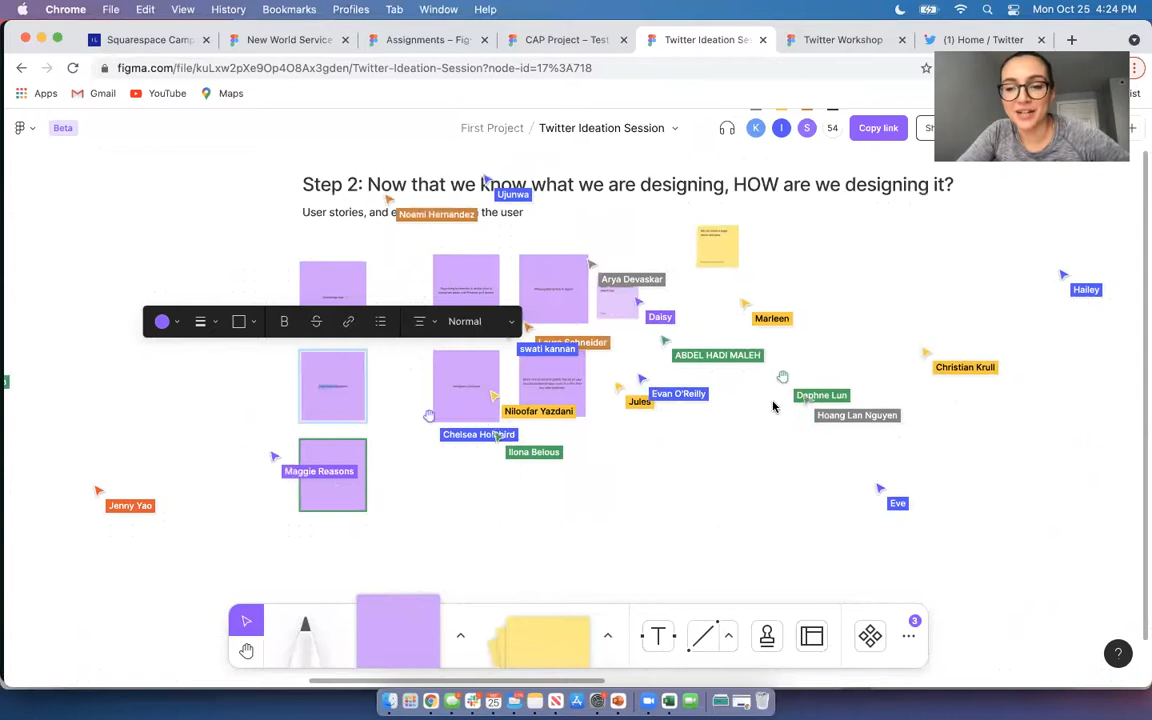 Chrome File Edit View History Bookmarks Profiles Tab Window Help Mon Oct 25 4:24 PM
Squarespace Camp New World Service Assignments – Fig CAP Project – Test Twitter Ideation Ses Twitter Workshop (1) Home / Twitter
figma.com/file/kuLxw2pXe9Op4O8Ax3gden/Twitter-Ideation-Session?node-id=17%3A718
Apps Gmail YouTube Maps
Beta First Project / Twitter Ideation Session K I S 54 Copy link
Step 2: Now that we know what we are designing, HOW are we designing it?
Ujunwa
User stories, and the user
Noami Hernandez
Arya Devaskar
Hailey
Daisy
Marleen
Normal
Schneider
swati kannan
ABDEL HADI MALEH
Christian Krull
Evan O'Reilly
Daphne Lun
Jules
Niloofar Yazdani
Hoang Lan Nguyen
Chelsea
Ilona Belous
Maggie Reasons
Jenny Yao
Eve
T
3
?